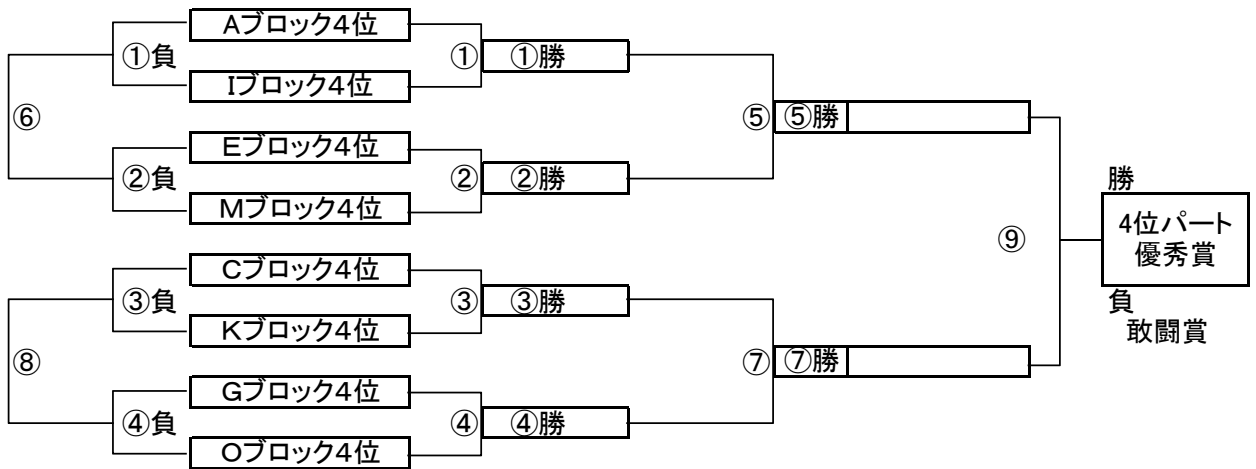 Aブロック4位
①負
①
①勝
Iブロック4位
⑥
⑤
⑤勝
Eブロック4位
②負
②
②勝
Mブロック4位
勝
⑨
4位パート
優秀賞
Cブロック4位
③負
③
③勝
負
敢闘賞
Kブロック4位
⑧
⑦
⑦勝
Gブロック4位
④負
④
④勝
Oブロック4位